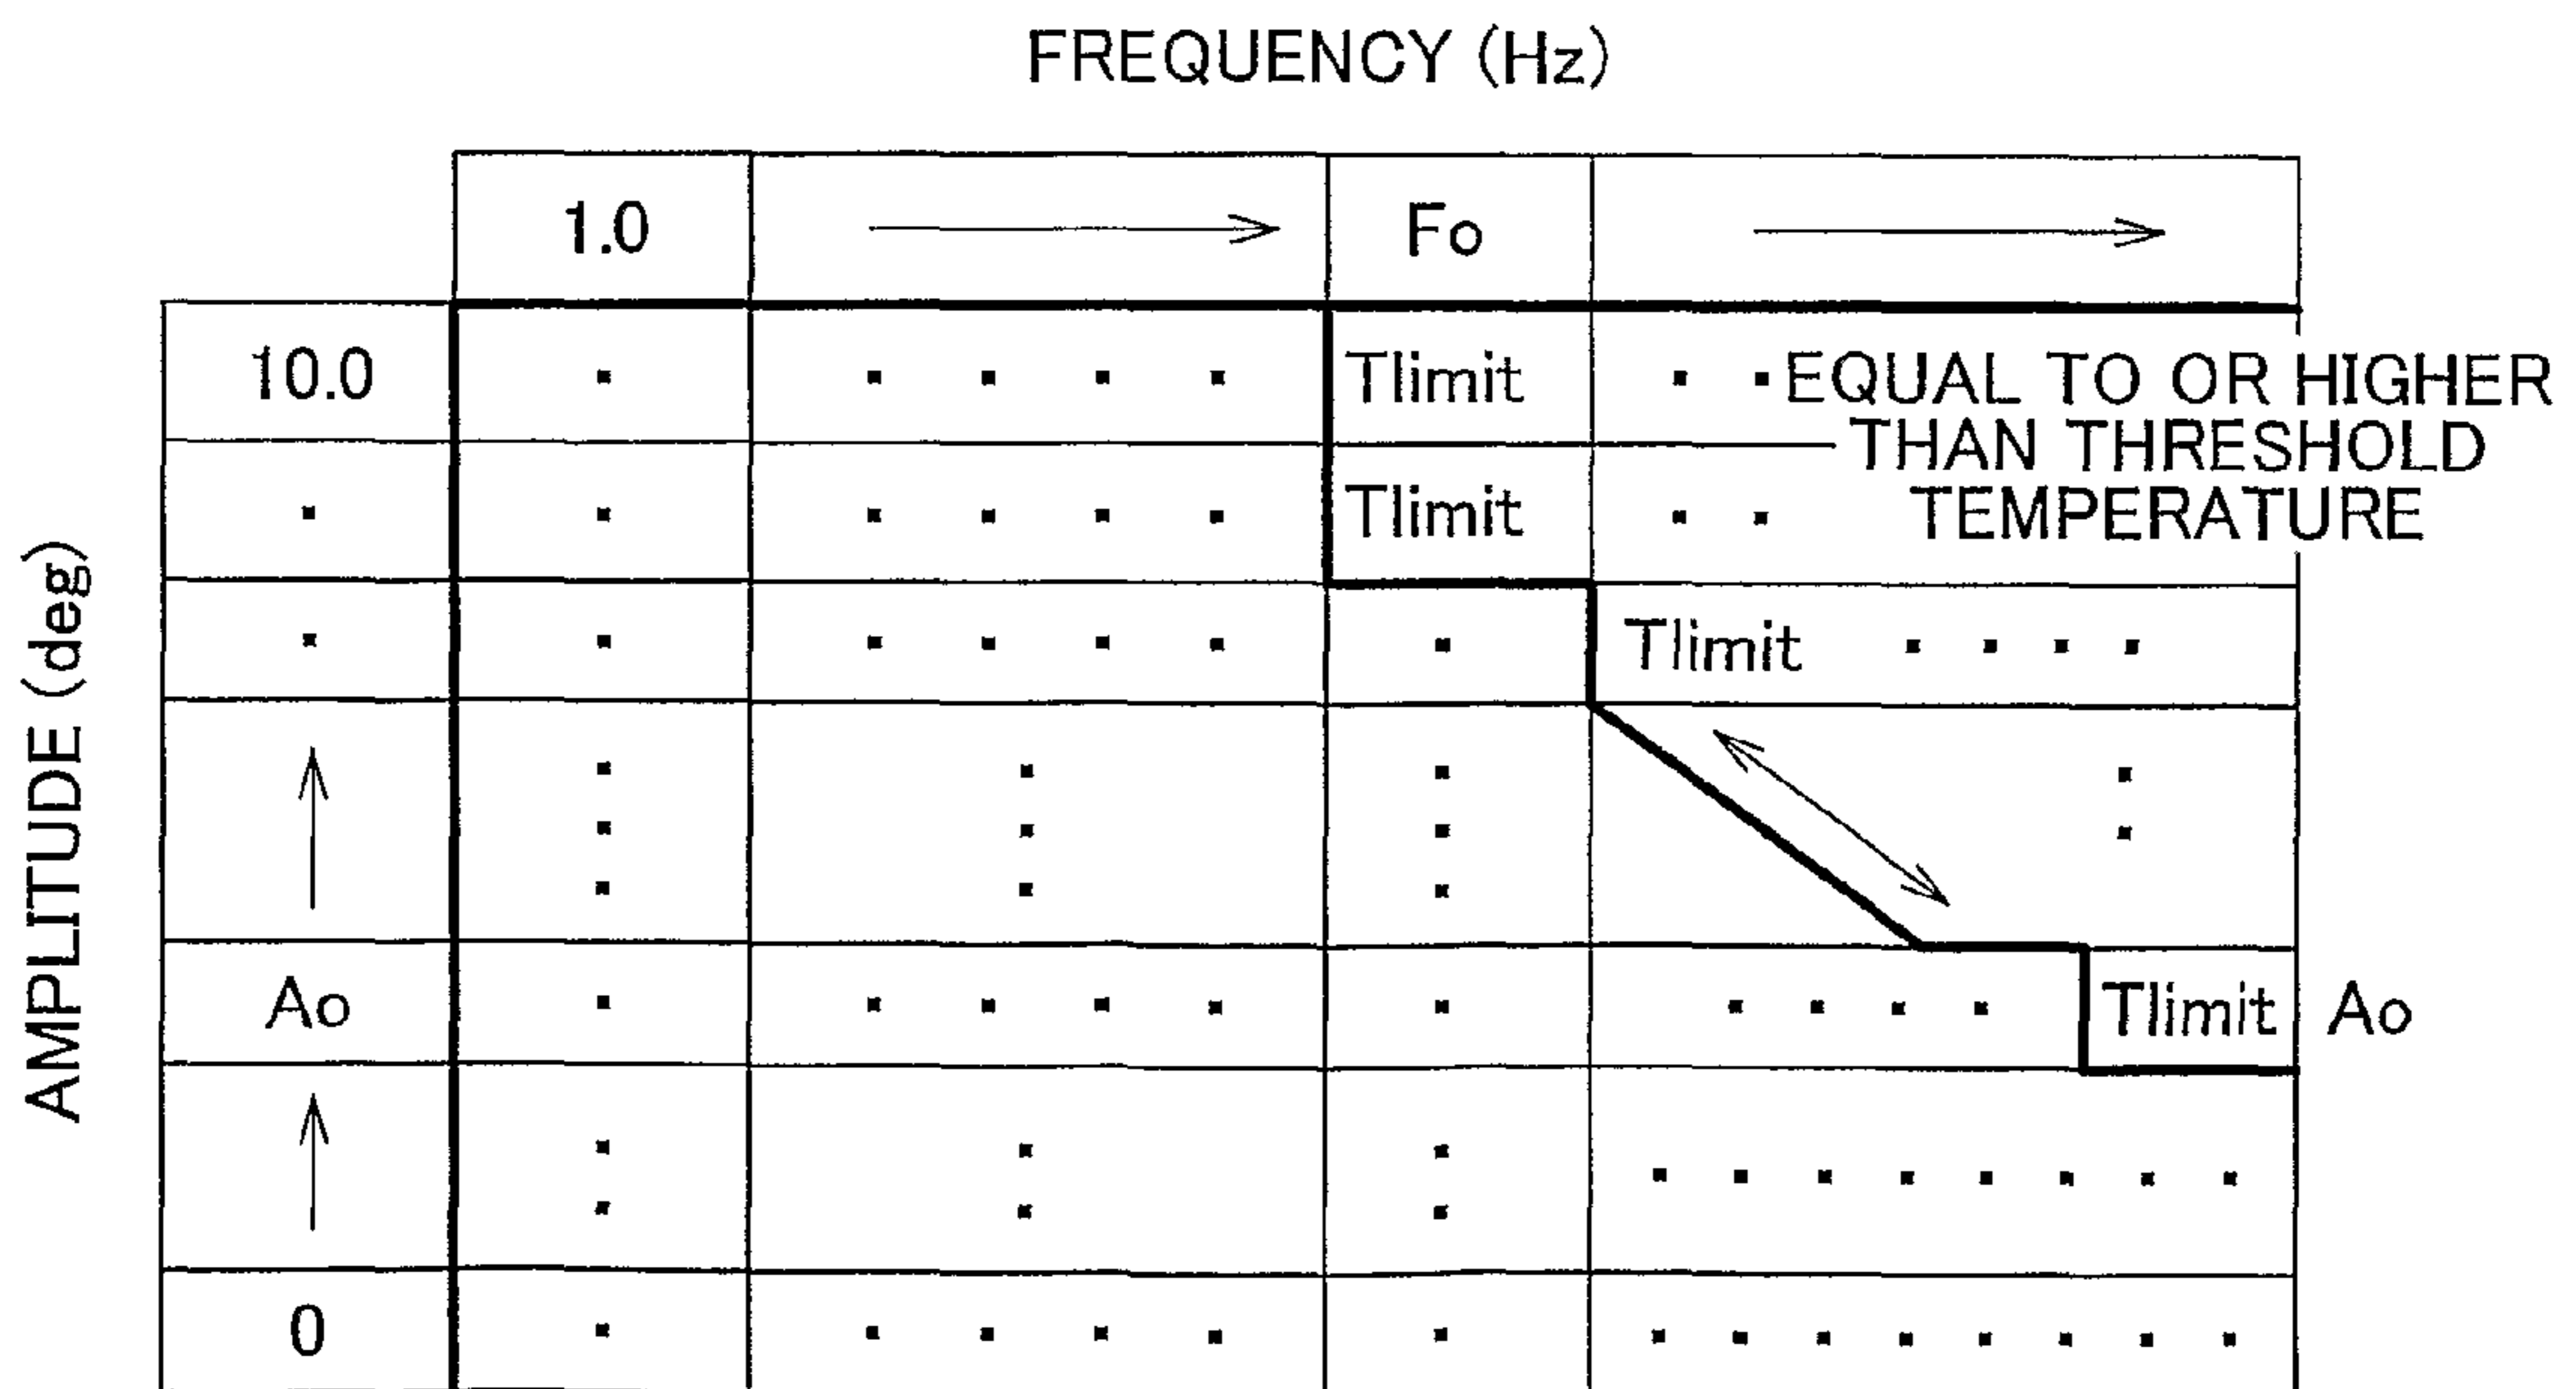 FREQUENCY (Hz)
1.0 Fo
10.0 Tlimit EQUAL TO OR HIGHER
THAN THRESHOLD
Tlimit TEMPERATURE
Tlimit
AMPLITUDE (deg)
Ao Tlimit Ao
0